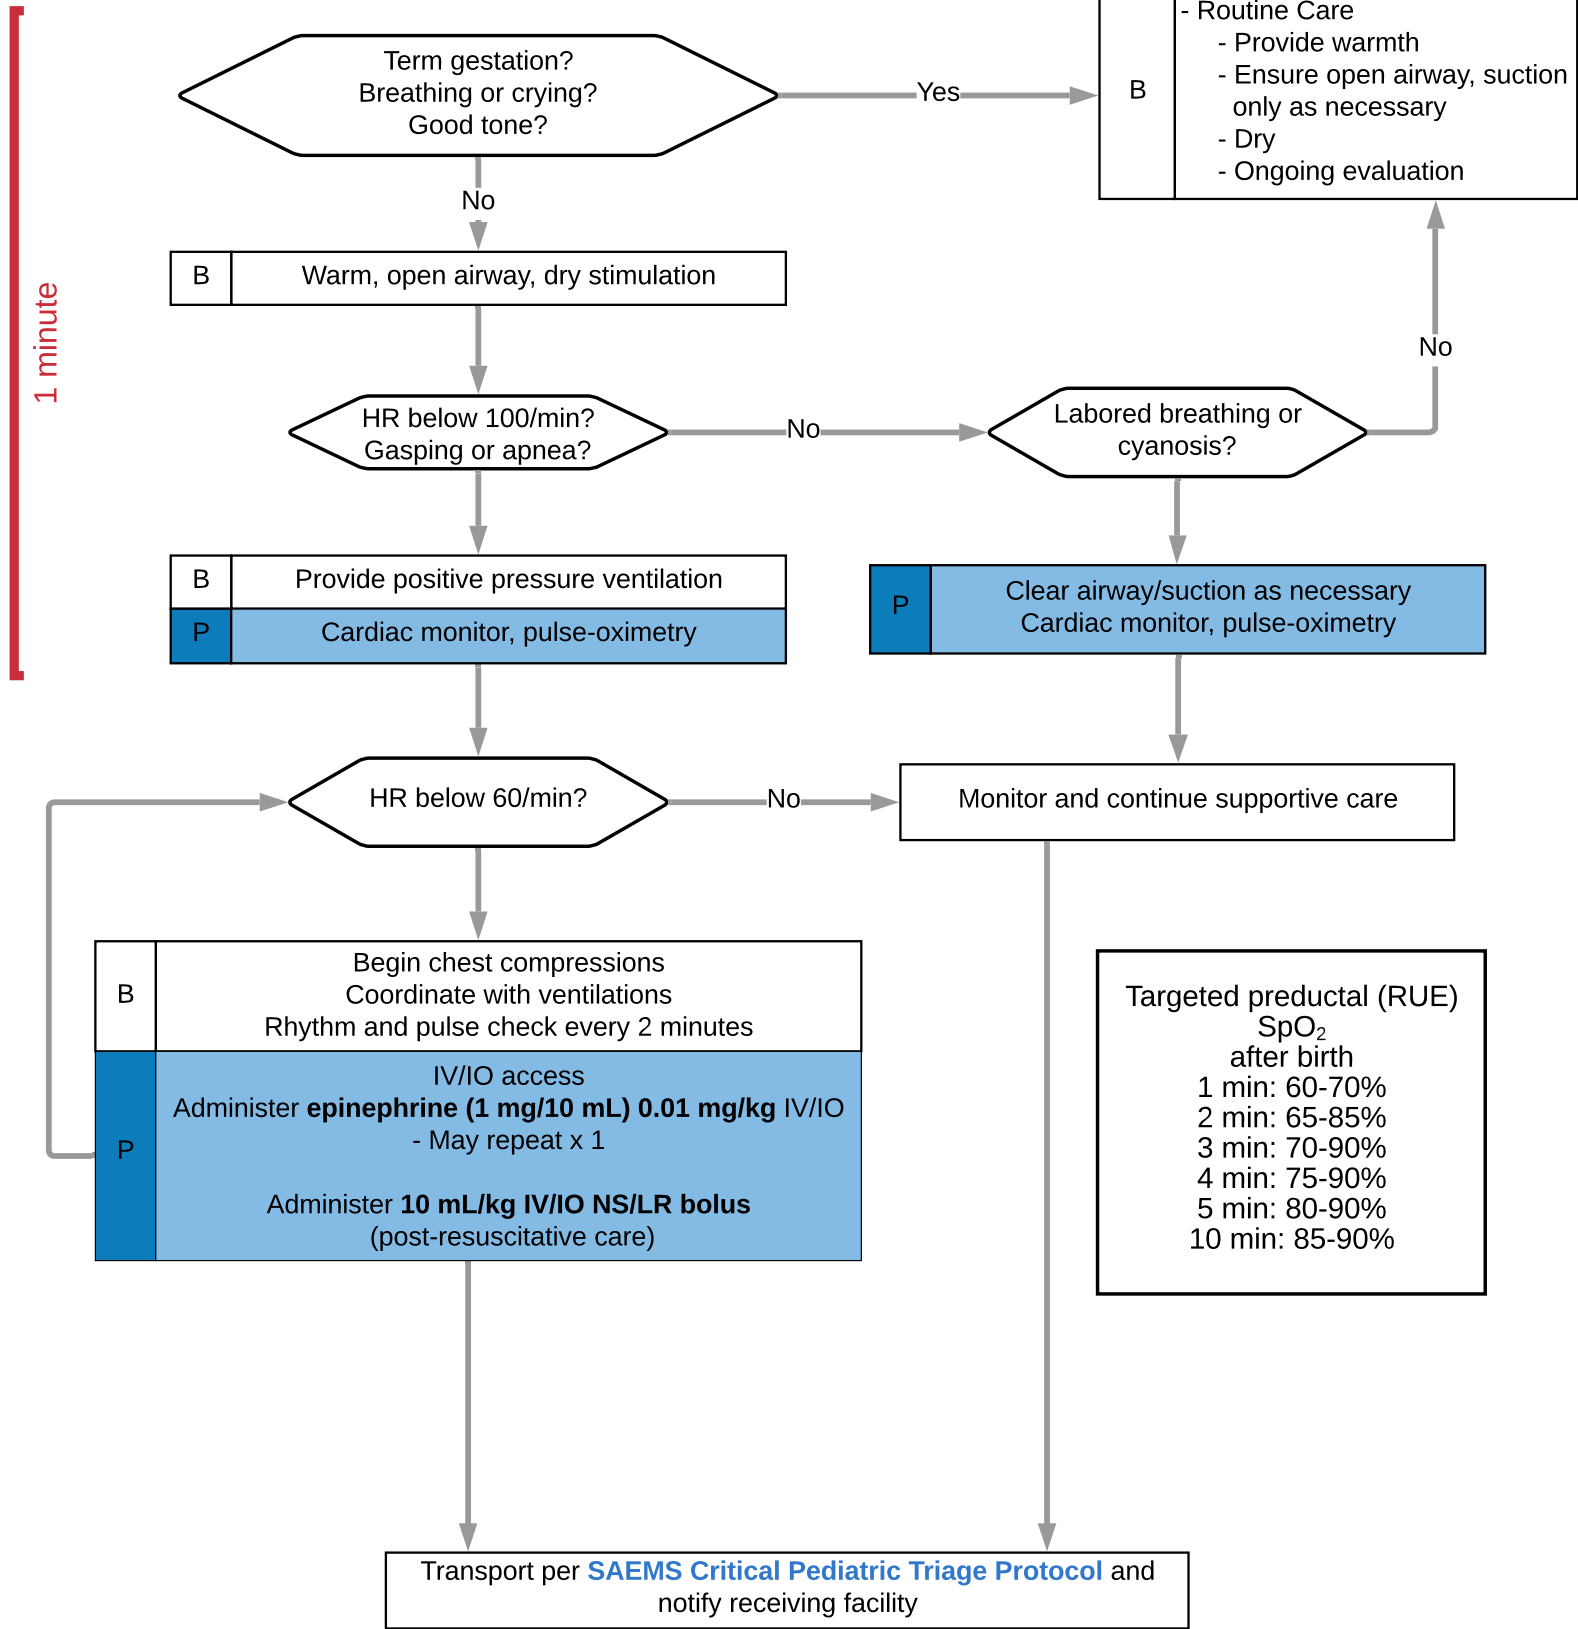 - Routine Care
- Provide warmth
- Ensure open airway, suction
only as necessary
- Dry
- Ongoing evaluation
B
Term gestation?
Breathing or crying?
Good tone?
Yes
No
1 minute
B
Warm, open airway, dry stimulation
HR below 100/min?
Gasping or apnea?
No
Labored breathing or
cyanosis?
No
B
Provide positive pressure ventilation
P
Cardiac monitor, pulse-oximetry
P
Clear airway/suction as necessary
Cardiac monitor, pulse-oximetry
HR below 60/min?
No
Monitor and continue supportive care
B
Begin chest compressions
Coordinate with ventilations
Rhythm and pulse check every 2 minutes
P
IV/IO access
Administer epinephrine (1 mg/10 mL) 0.01 mg/kg IV/IO
- May repeat x 1
Administer 10 mL/kg IV/IO NS/LR bolus
(post-resuscitative care)
Targeted preductal (RUE)
SpO₂
after birth
1 min: 60-70%
2 min: 65-85%
3 min: 70-90%
4 min: 75-90%
5 min: 80-90%
10 min: 85-90%
Transport per SAEMS Critical Pediatric Triage Protocol and
notify receiving facility